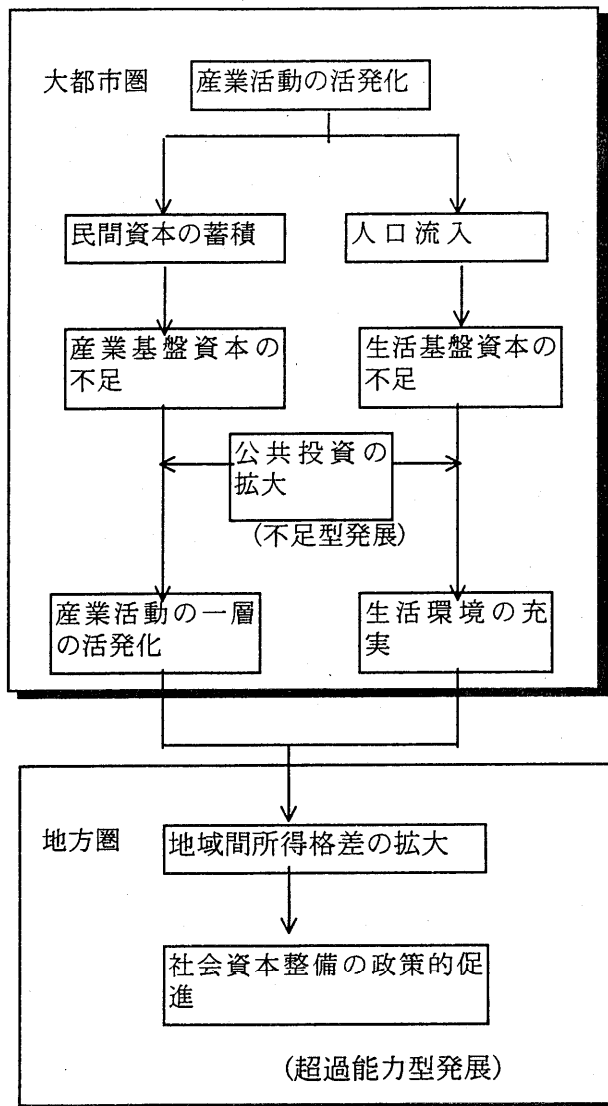 大都市圏
産業活動の活発化
民間資本の蓄積
人口流入
産業基盤資本の
不足
生活基盤資本の
不足
公共投資の
拡大
(不足型発展)
産業活動の一層
の活発化
生活環境の充
実
地方圏
地域間所得格差の拡大
社会資本整備の政策的促
進
(超過能力型発展)